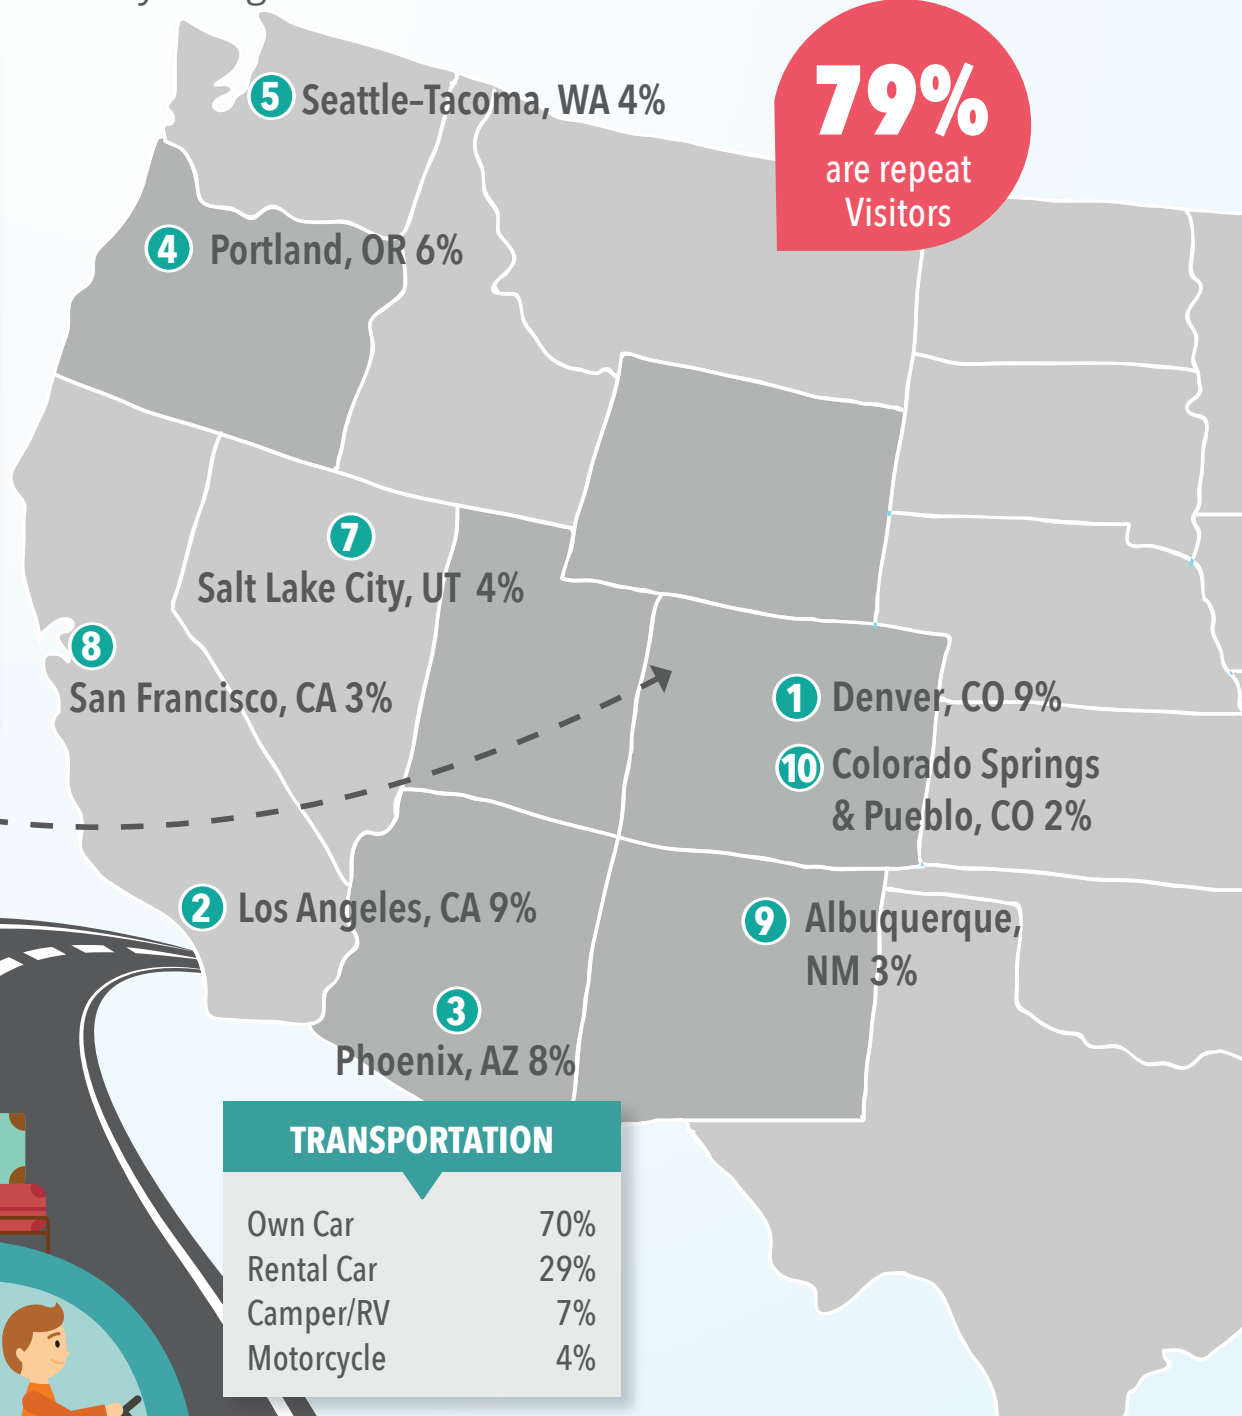 5 Seattle–Tacoma, WA 4%
79%
are repeat
Visitors
4 Portland, OR 6%
7
Salt Lake City, UT 4%
8
San Francisco, CA 3%
1 Denver, CO 9%
10 Colorado Springs
& Pueblo, CO 2%
2 Los Angeles, CA 9%
9 Albuquerque,
NM 3%
3
Phoenix, AZ 8%
TRANSPORTATION
Own Car 70%
Rental Car 29%
Camper/RV 7%
Motorcycle 4%